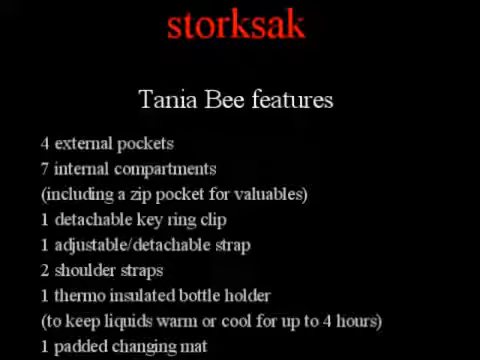 storksak
Tania Bee features
4 external pockets
7 internal compartments
(including a zip pocket for valuables)
1 detachable key ring clip
1 adjustable/detachable strap
2 shoulder straps
1 thermo insulated bottle holder
(to keep liquids warm or cool for up to 4 hours)
1 padded changing mat